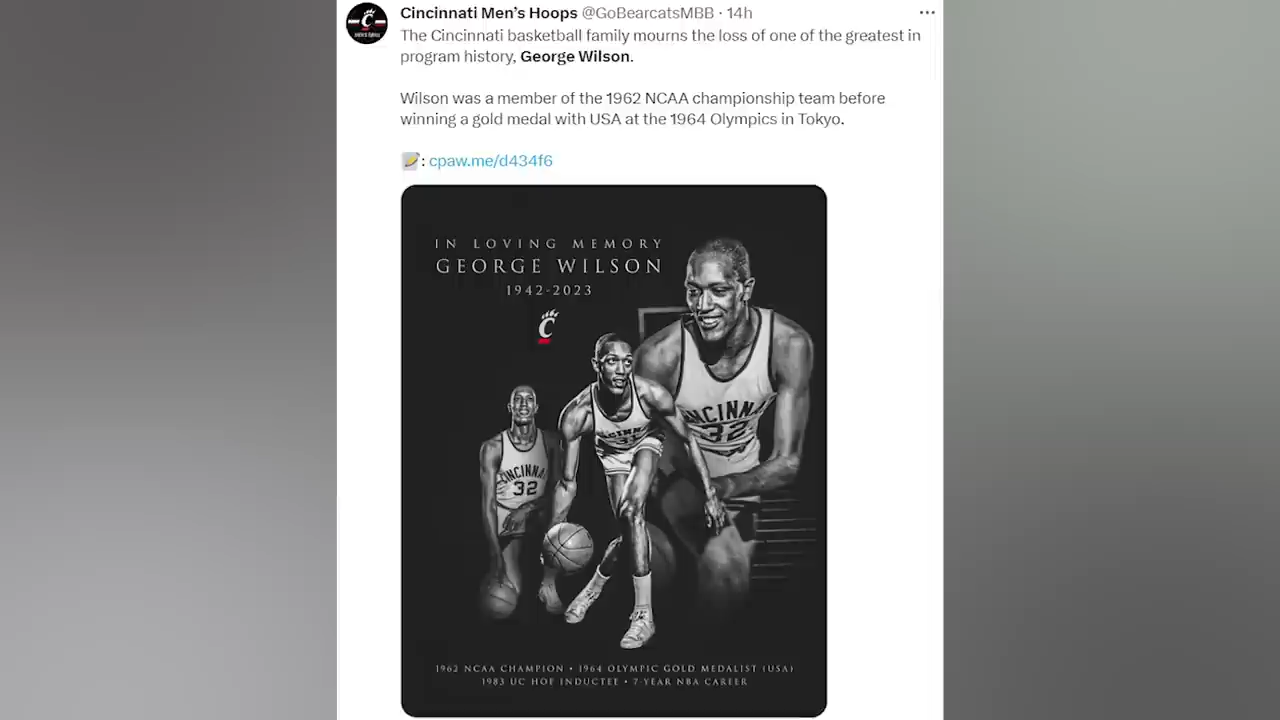 Cincinnati Men's Hoops @GoBearcatsMBB · 14h
The Cincinnati basketball family mourns the loss of one of the greatest in
program history, George Wilson.
Wilson was a member of the 1962 NCAA championship team before
winning a gold medal with USA at the 1964 Olympics in Tokyo.
: cpaw.me/d434f6
IN LOVING MEMORY
GEORGE WILSON
1942-2023
CINCINNA
32
NCINNA
32
1962 NCAA CHAMPION • 1964 OLYMPIC GOLD MEDALIST (USA)
1983 UC HOF INDUCTEE • 7 YEAR NBA CAREER